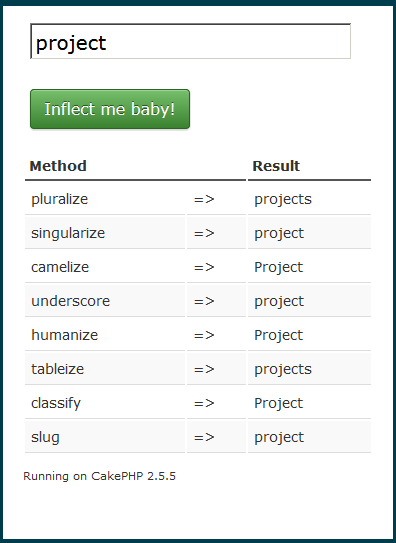 project
Inflect me baby!
Method Result
pluralize => projects
singularize => project
camelize => Project
underscore => project
humanize => Project
tableize => projects
classify => Project
slug => project
Running on CakePHP 2.5.5